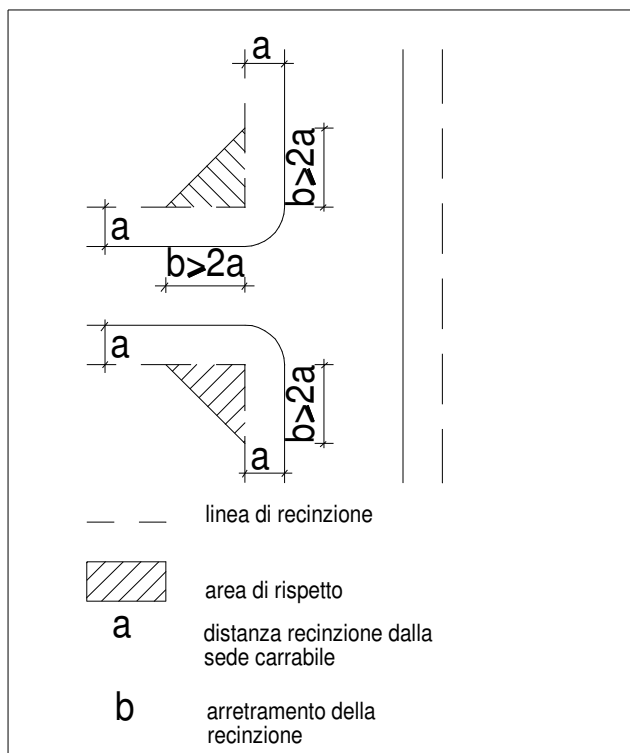 a
b⩾2a
a
b⩾2a
a
b⩾2a
a
linea di recinzione
area di rispetto
a
distanza recinzione dalla
sede carrabile
b
arretramento della
recinzione